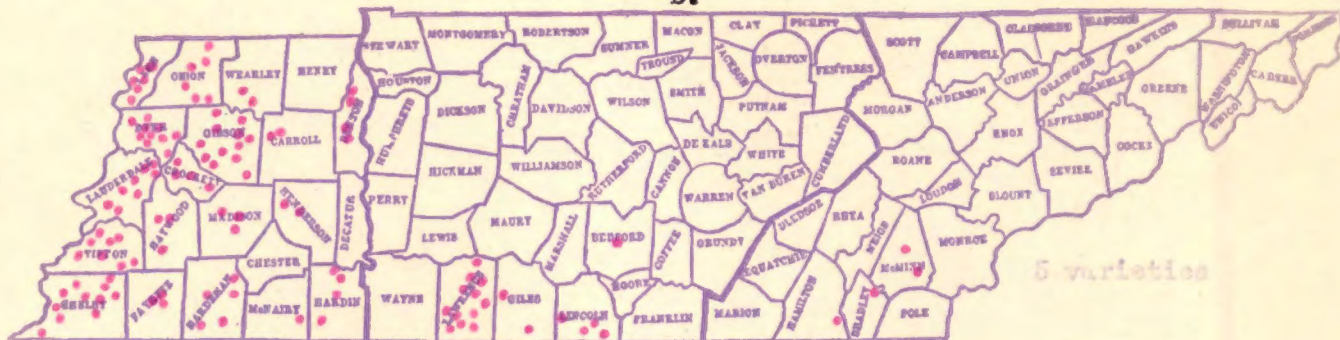 5.
STEWART MONTGOMERY ROBERTSON SUMNER MACON CLAY PICKETT SCOTT CAMPBELL CLAIBORNE HANCOCK HAWKINS SULLIVAN
OBION WEAKLEY HENRY HOUSTON TROUSD JACKSON OVERTON FENTRESS UNION GRAINGER GREENE WASHINGTON CARTER
DYER GIBSON CARROLL BENTON HUMPHREYS DICKSON CHEATHAM DAVIDSON WILSON SMITH PUTNAM MORGAN ANDERSON KNOX JEFFERSON UNICOI
LAUDERDALE CROCKETT HICKMAN WILLIAMSON RUTHERFORD CANNON DE KALB WHITE CUMBERLAND ROANE LOUDON BLOUNT SEVIER COCKE
HAYWOOD MADISON HENDERSON DECATUR PERRY LEWIS MAURY MARSHALL BEDFORD COFFEE WARREN VAN BUREN GRUNDY BLEDSOE RHEA MEIGS MONROE
TIPTON CHESTER MOORE SEQUATCHIE McMINN
5 varieties
SHELBY FAYETTE HARDEMAN McNAIRY HARDIN WAYNE LAWRENCE GILES LINCOLN FRANKLIN MARION HAMILTON BRADLEY POLK